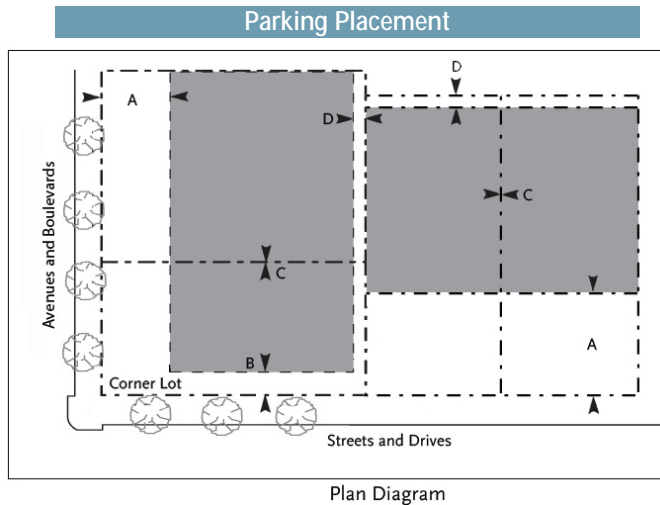 Parking Placement
D
A
D
Avenues and Boulevards
C
C
A
B
Corner Lot
Streets and Drives
Plan Diagram